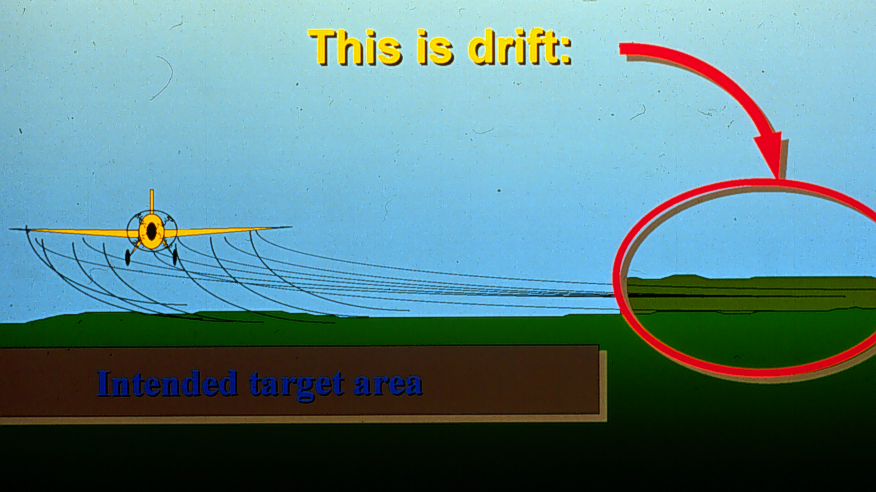 This is drift:
Intended target area